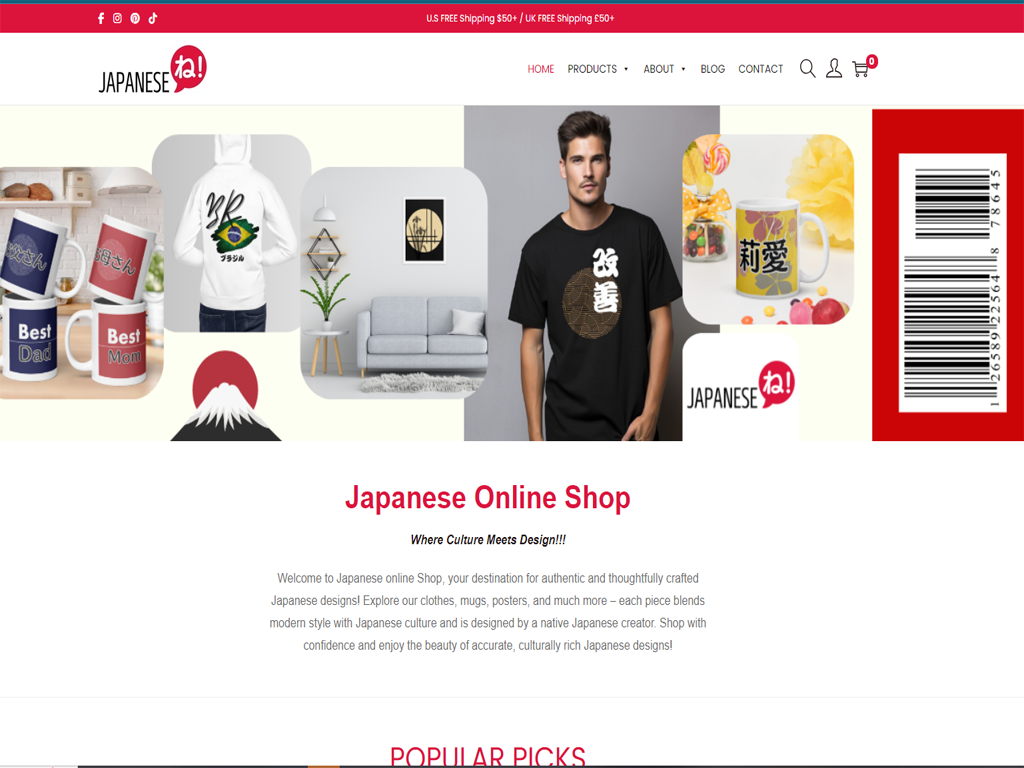 U.S FREE Shipping $50+ / UK FREE Shipping £50+
JAPANESE ね!
HOME PRODUCTS ABOUT BLOG CONTACT 0
父さん
母さん
Best
Dad
Best
Mom
BR
ブラジル
改善
莉愛
JAPANESE ね!
1 26589 22564 8 78645
Japanese Online Shop
Where Culture Meets Design!!!
Welcome to Japanese online Shop, your destination for authentic and thoughtfully crafted
Japanese designs! Explore our clothes, mugs, posters, and much more – each piece blends
modern style with Japanese culture and is designed by a native Japanese creator. Shop with
confidence and enjoy the beauty of accurate, culturally rich Japanese designs!
POPULAR PICKS